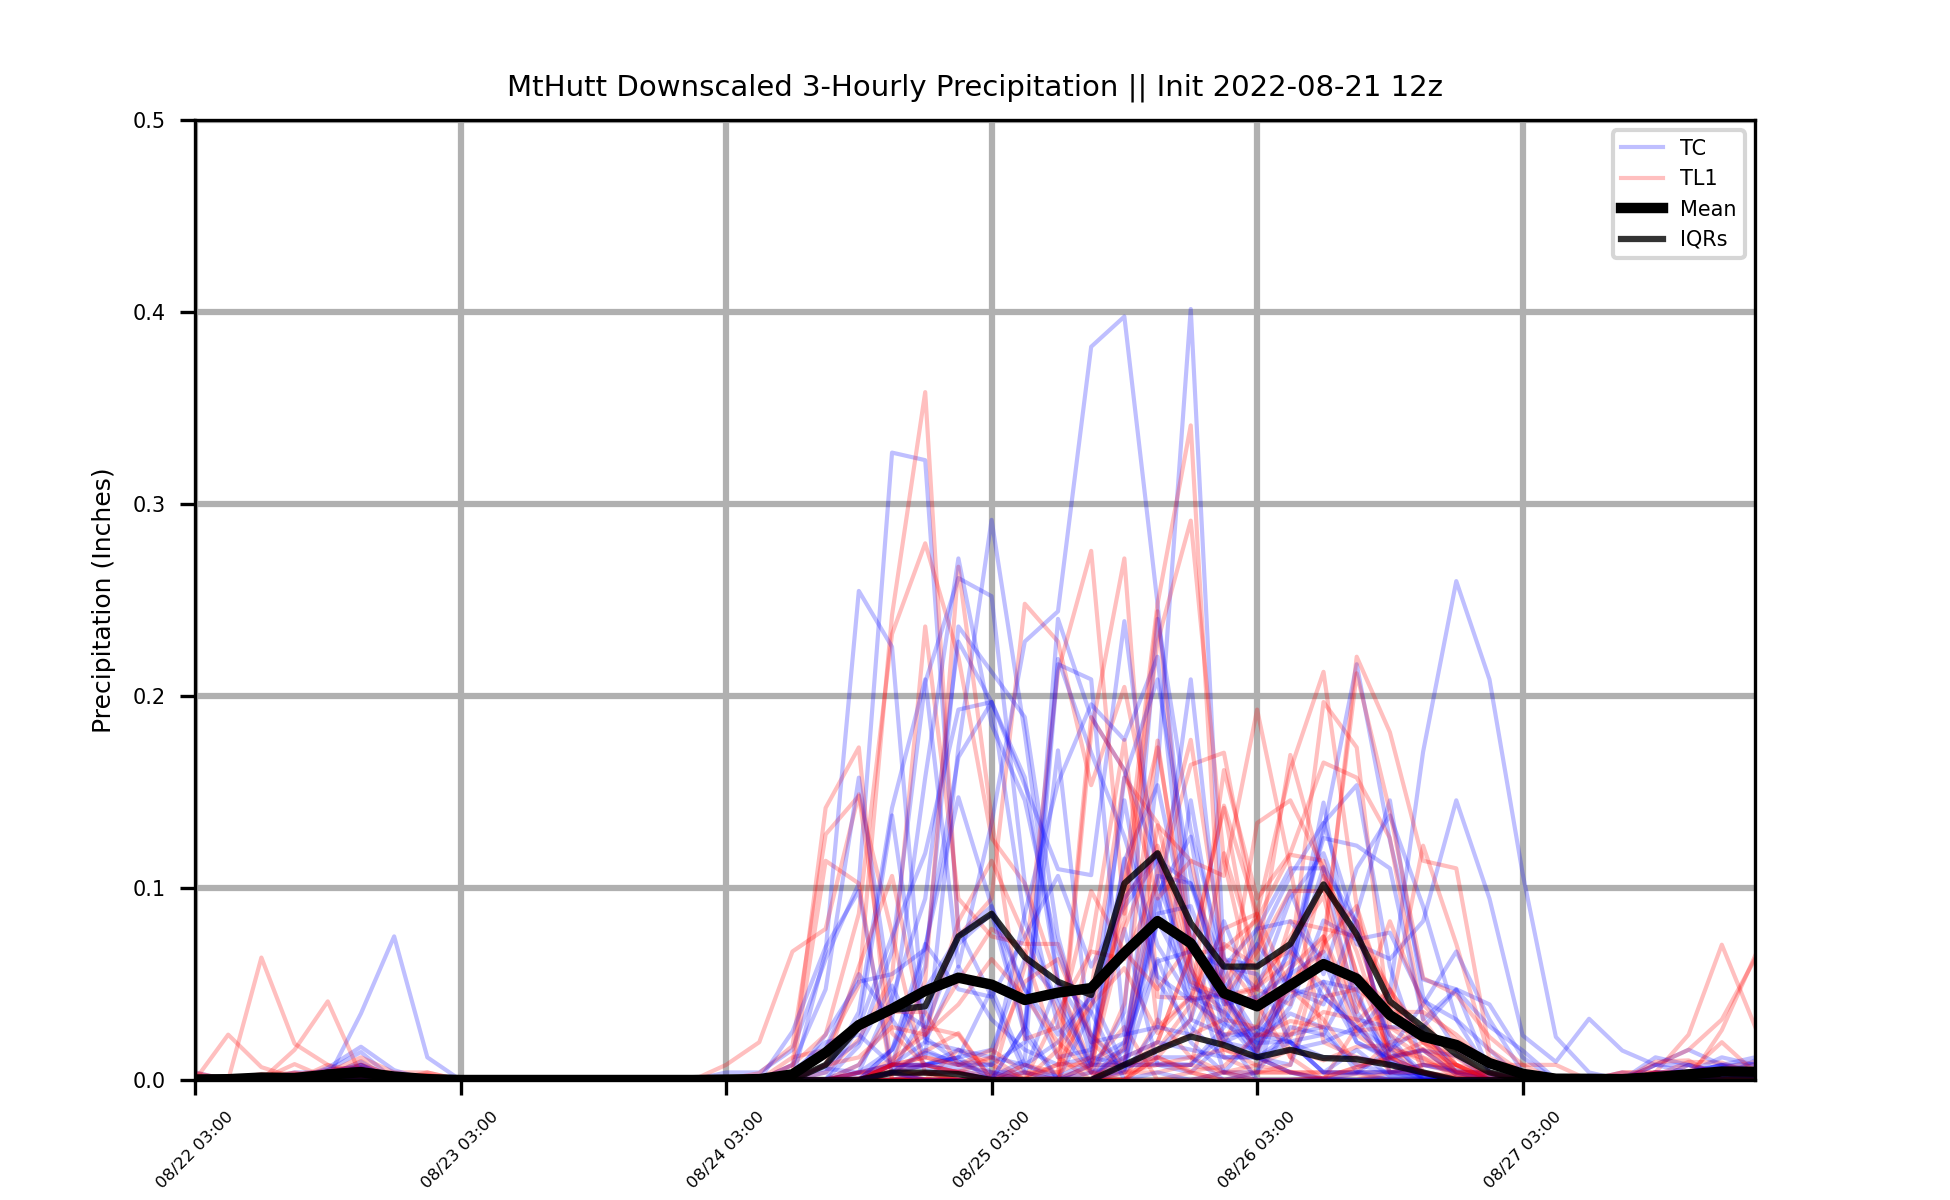 MtHutt Downscaled 3-Hourly Precipitation || Init 2022-08-21 12z
TC
TL1
Mean
IQRs
Precipitation (Inches)
0.5
0.4
0.3
0.2
0.1
0.0
08/22 03:00
08/23 03:00
08/24 03:00
08/25 03:00
08/26 03:00
08/27 03:00